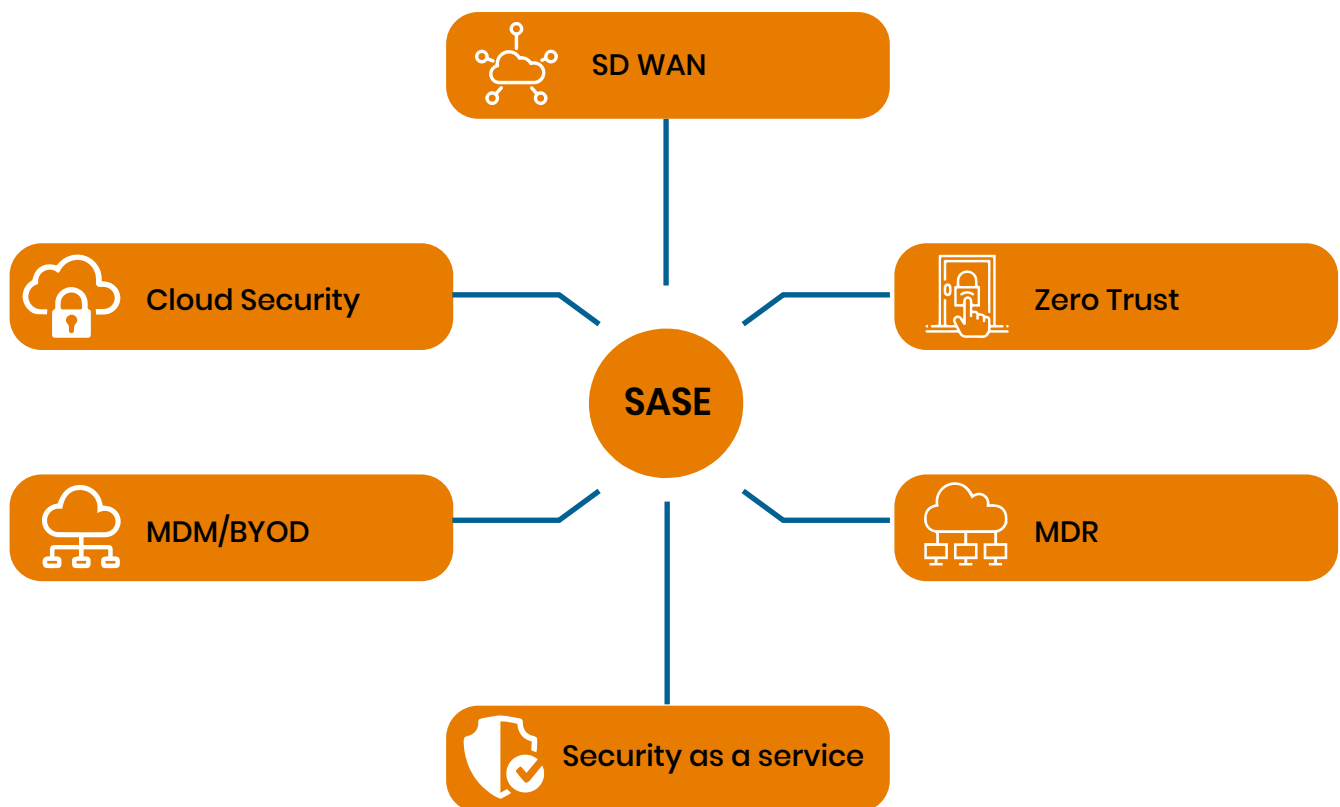 SD WAN
Cloud Security
Zero Trust
SASE
MDM/BYOD
MDR
Security as a service